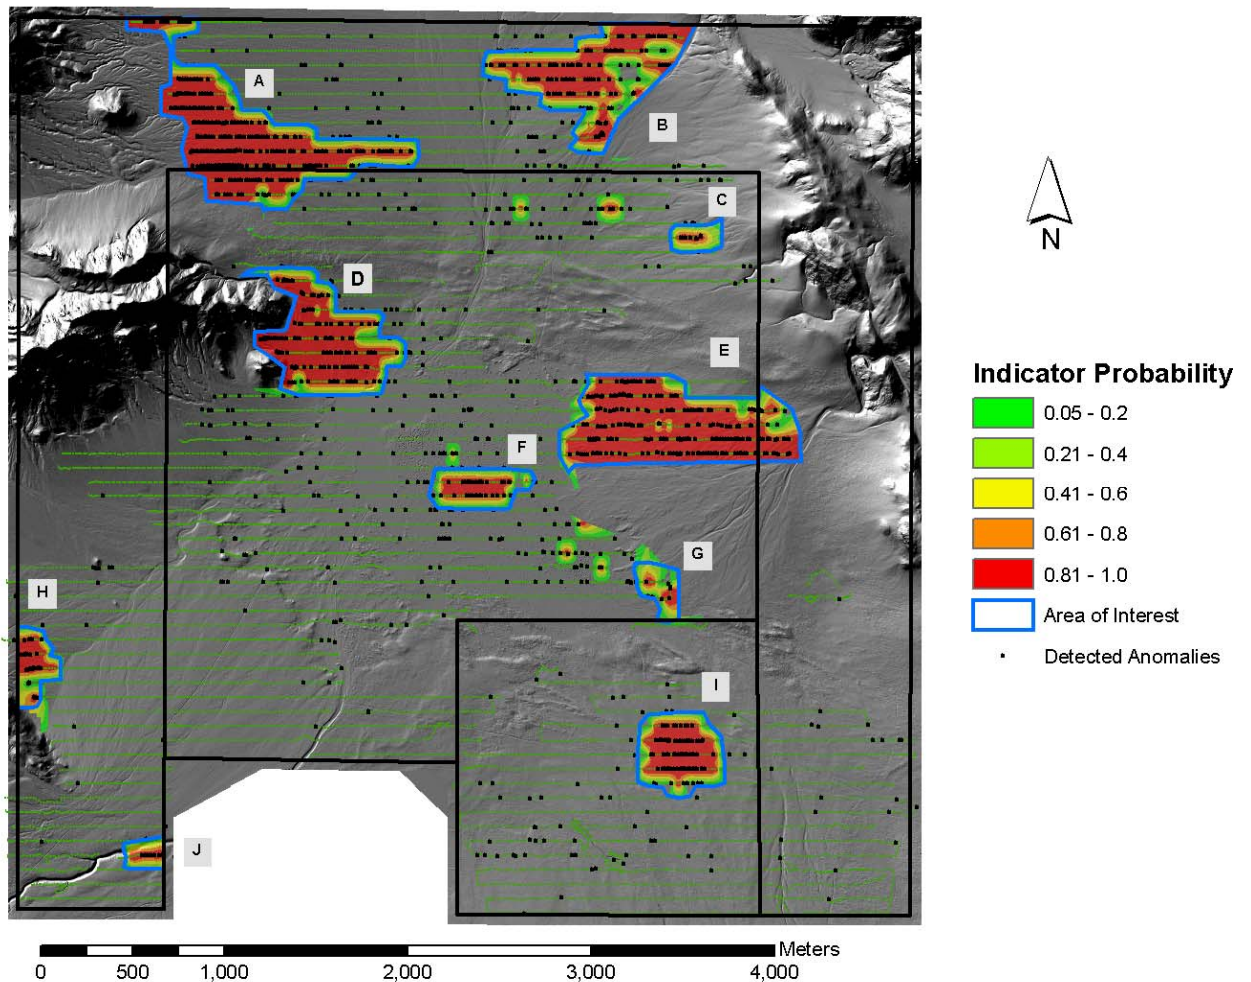 A
B
C
D
E
F
G
H
I
J
N
Indicator Probability
0.05 - 0.2
0.21 - 0.4
0.41 - 0.6
0.61 - 0.8
0.81 - 1.0
Area of Interest
Detected Anomalies
Meters
0 500 1,000 2,000 3,000 4,000